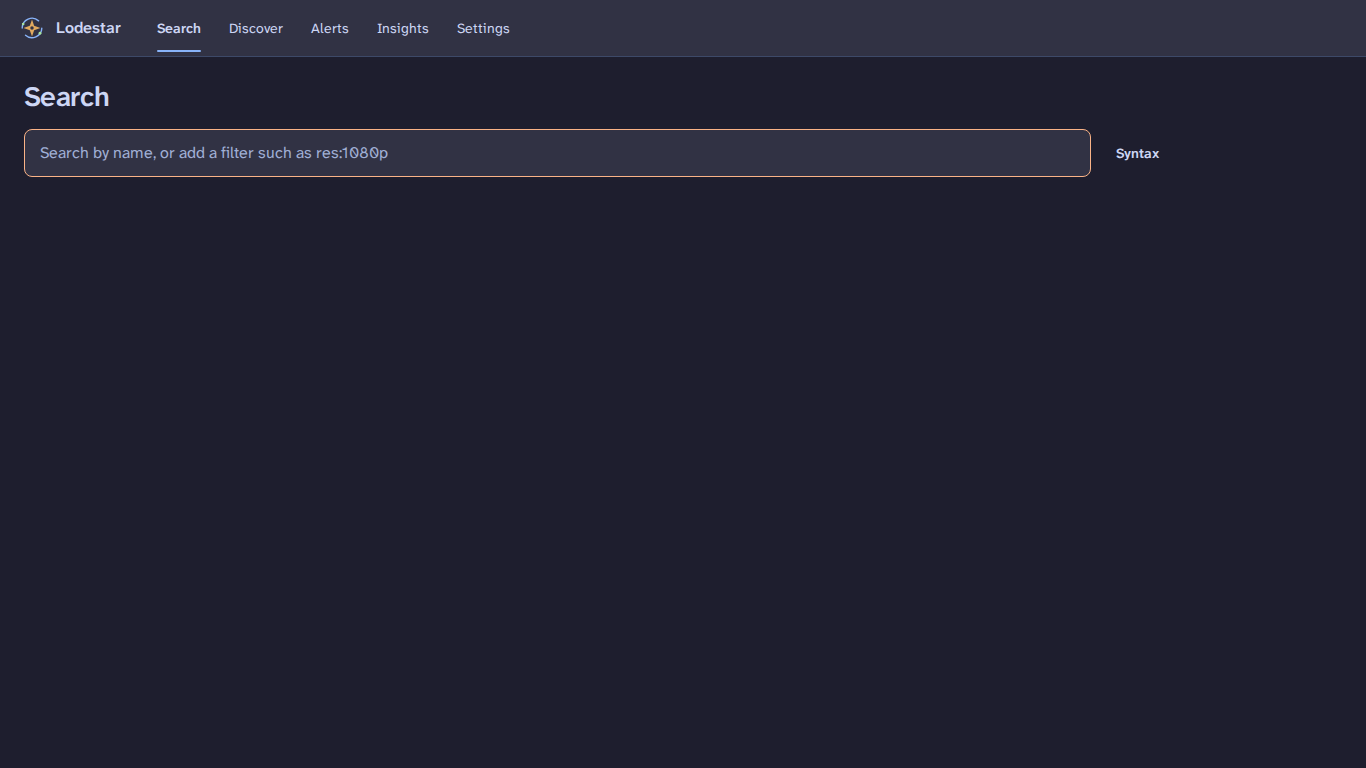 Lodestar Search Discover Alerts Insights Settings
Search
Search by name, or add a filter such as res:1080p Syntax